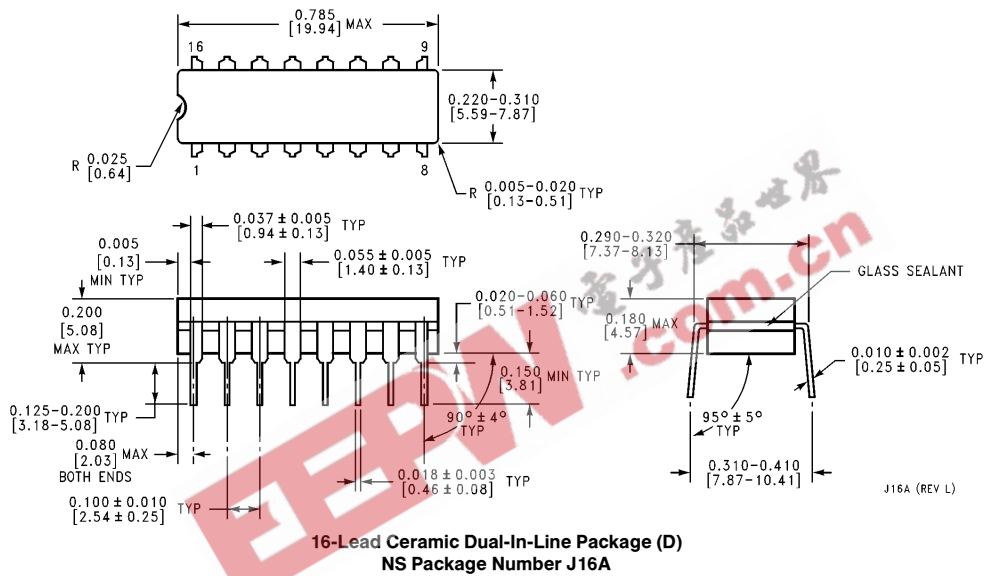 0.785
[19.94] MAX
16
9
0.220-0.310
[5.59-7.87]
R 0.025
[0.64]
1
8
R 0.005-0.020 TYP
[0.13-0.51]
0.037 ± 0.005 TYP
[0.94 ± 0.13]
0.005
[0.13]
MIN TYP
0.055 ± 0.005 TYP
[1.40 ± 0.13]
0.290-0.320
[7.37-8.13]
GLASS SEALANT
0.200
[5.08]
MAX TYP
0.020-0.060 TYP
[0.51-1.52]
0.180 MAX
[4.57]
0.150 MIN TYP
[3.81]
0.010 ± 0.002 TYP
[0.25 ± 0.05]
0.125-0.200 TYP
[3.18-5.08]
90° ± 4°
TYP
95° ± 5°
TYP
0.080 MAX
[2.03]
BOTH ENDS
0.018 ± 0.003 TYP
[0.46 ± 0.08]
0.310-0.410
[7.87-10.41]
0.100 ± 0.010 TYP
[2.54 ± 0.25]
J16A (REV L)
16-Lead Ceramic Dual-In-Line Package (D)
NS Package Number J16A
EEPW.com.cn
電子產品世界